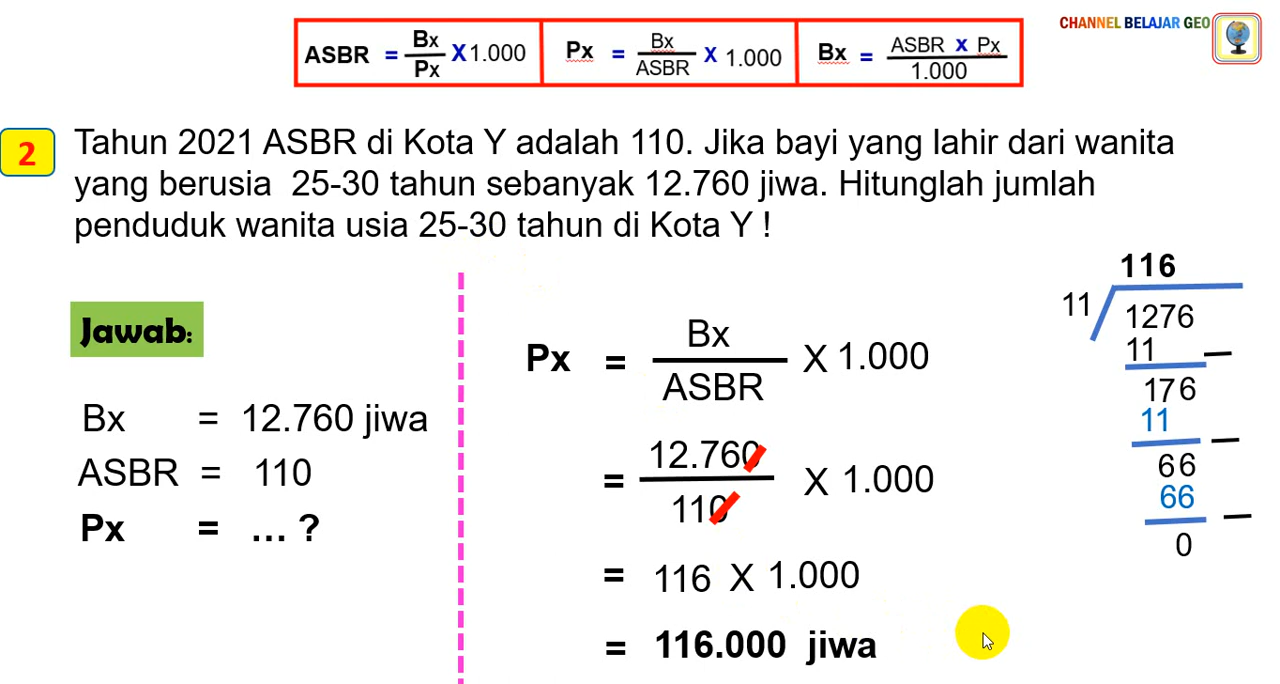 CHANNEL BELAJAR GEO
ASBR = Bx / Px X 1.000
Px = Bx / ASBR X 1.000
Bx = ASBR x Px / 1.000
2
Tahun 2021 ASBR di Kota Y adalah 110. Jika bayi yang lahir dari wanita
yang berusia 25-30 tahun sebanyak 12.760 jiwa. Hitunglah jumlah
penduduk wanita usia 25-30 tahun di Kota Y !
Jawab:
Bx = 12.760 jiwa
ASBR = 110
Px = ... ?
Px = Bx / ASBR X 1.000
= 12.760 / 110 X 1.000
= 116 X 1.000
= 116.000 jiwa
116
11 1276
11 –
176
11 –
66
66 –
0